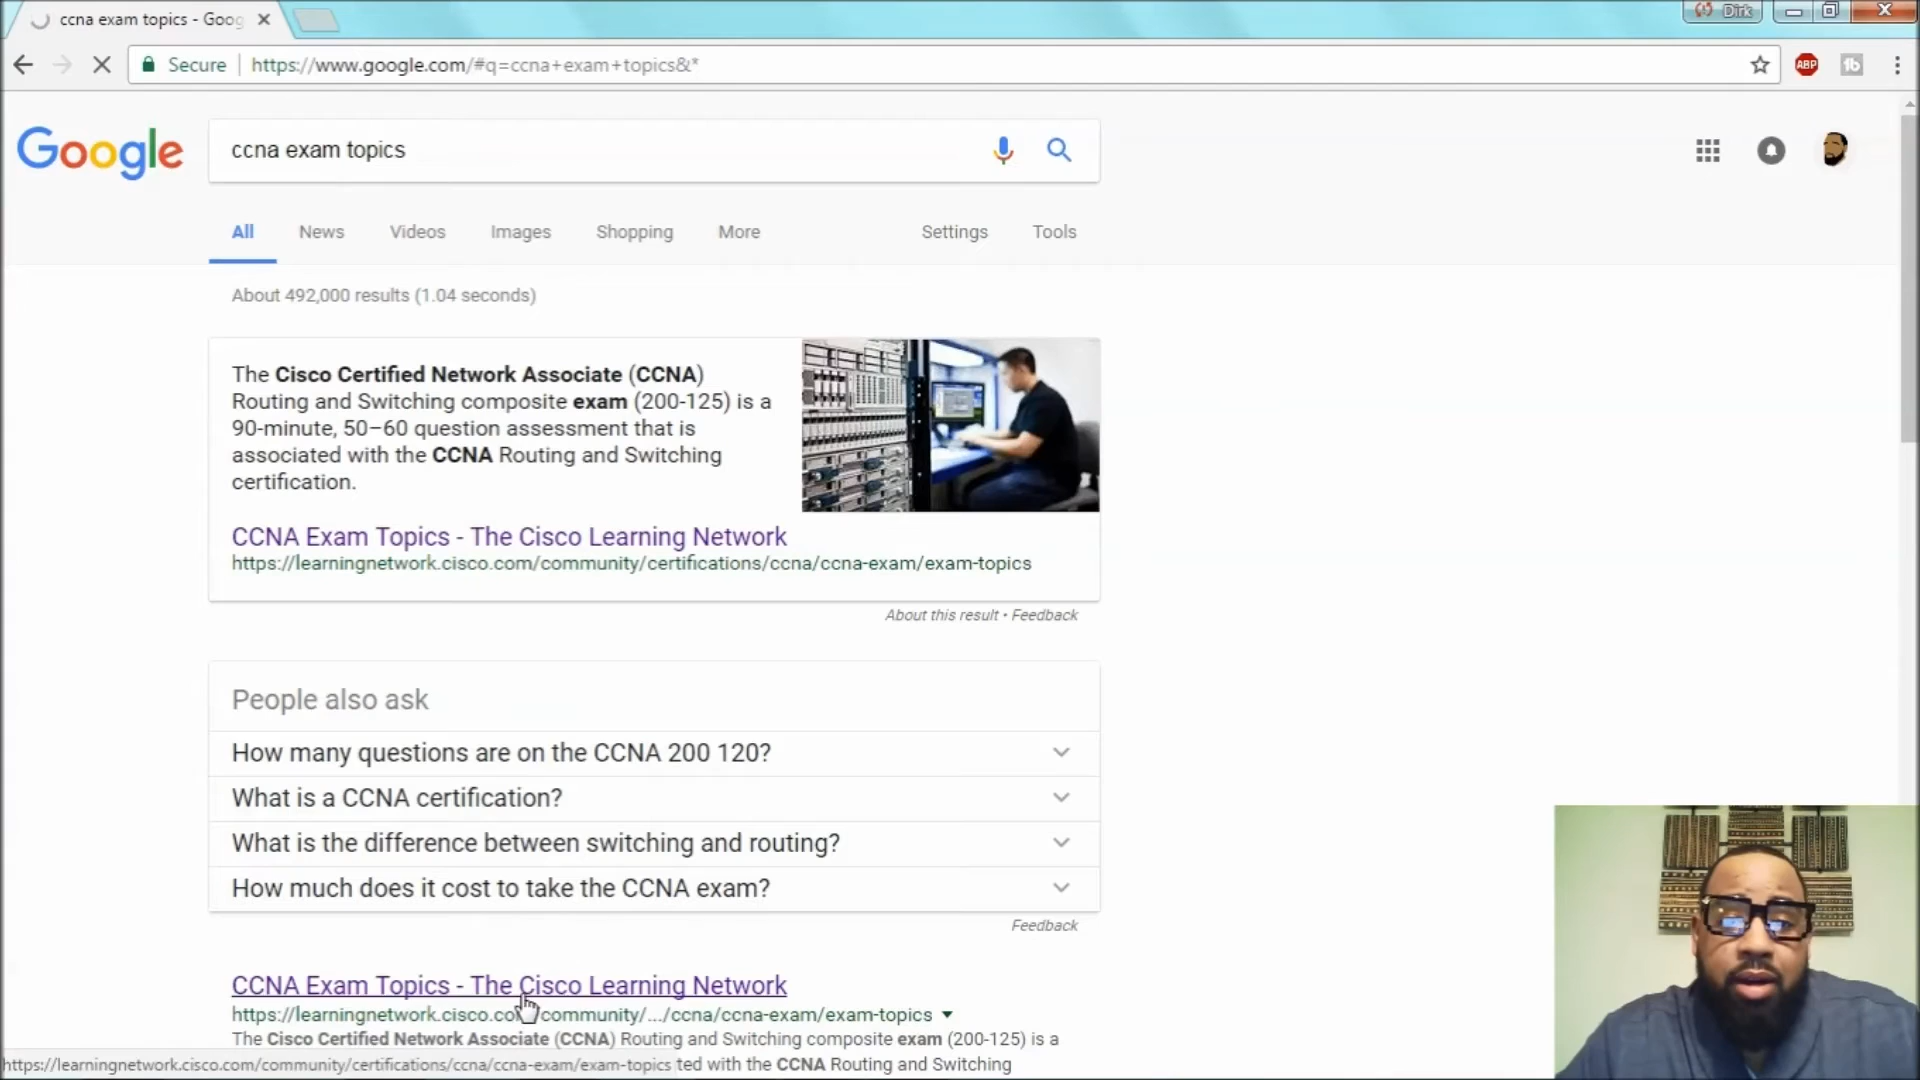 ccna exam topics - Goog
Dirk
Secure https://www.google.com/#q=ccna+exam+topics&*
ABP
Google
ccna exam topics
All News Videos Images Shopping More Settings Tools
About 492,000 results (1.04 seconds)
The Cisco Certified Network Associate (CCNA)
Routing and Switching composite exam (200-125) is a
90-minute, 50–60 question assessment that is
associated with the CCNA Routing and Switching
certification.
CCNA Exam Topics - The Cisco Learning Network
https://learningnetwork.cisco.com/community/certifications/ccna/ccna-exam/exam-topics
About this result • Feedback
People also ask
How many questions are on the CCNA 200 120?
What is a CCNA certification?
What is the difference between switching and routing?
How much does it cost to take the CCNA exam?
Feedback
CCNA Exam Topics - The Cisco Learning Network
https://learningnetwork.cisco.co community/.../ccna/ccna-exam/exam-topics
The Cisco Certified Network Associate (CCNA) Routing and Switching composite exam (200-125) is a
https://learningnetwork.cisco.com/community/certifications/ccna/ccna-exam/exam-topics ted with the CCNA Routing and Switching